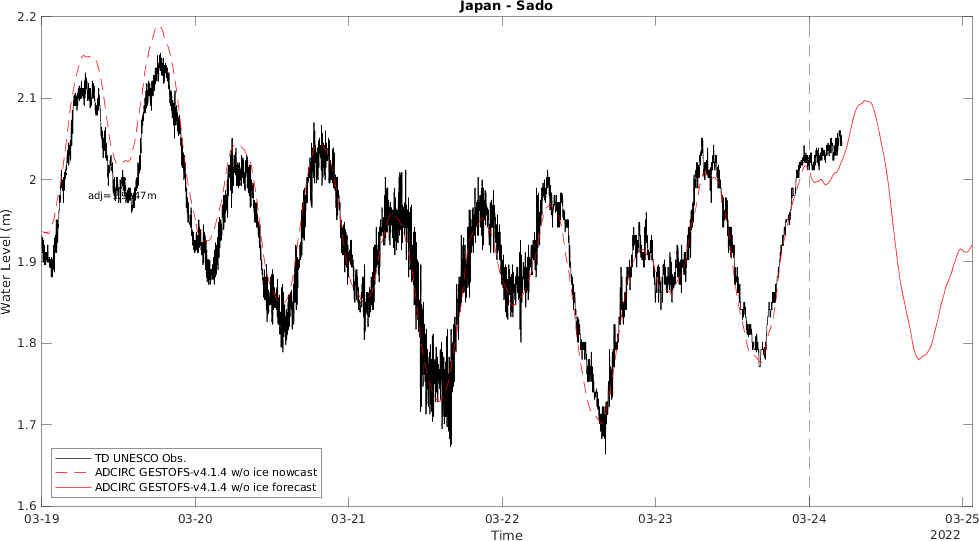 Japan - Sado
2.2
2.1
2
1.9
1.8
1.7
1.6
Water Level (m)
TD UNESCO Obs.
ADCIRC GESTOFS-v4.1.4 w/o ice nowcast
ADCIRC GESTOFS-v4.1.4 w/o ice forecast
03-19
03-20
03-21
03-22
03-23
03-24
03-25
Time
2022